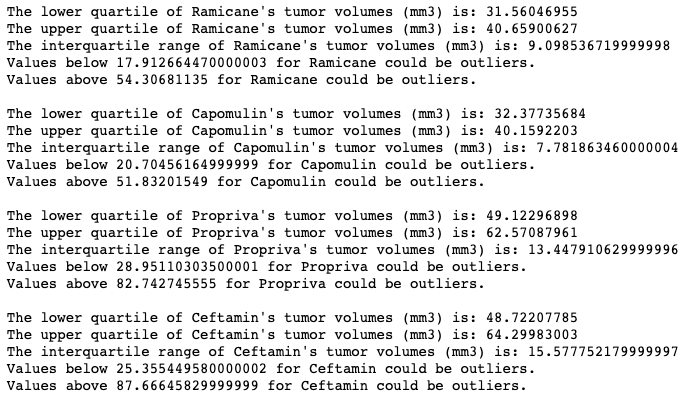 The lower quartile of Ramicane's tumor volumes (mm3) is: 31.56046955
The upper quartile of Ramicane's tumor volumes (mm3) is: 40.65900627
The interquartile range of Ramicane's tumor volumes (mm3) is: 9.098536719999998
Values below 17.912664470000003 for Ramicane could be outliers.
Values above 54.30681135 for Ramicane could be outliers.
The lower quartile of Capomulin's tumor volumes (mm3) is: 32.37735684
The upper quartile of Capomulin's tumor volumes (mm3) is: 40.1592203
The interquartile range of Capomulin's tumor volumes (mm3) is: 7.781863460000004
Values below 20.70456164999999 for Capomulin could be outliers.
Values above 51.83201549 for Capomulin could be outliers.
The lower quartile of Propriva's tumor volumes (mm3) is: 49.12296898
The upper quartile of Propriva's tumor volumes (mm3) is: 62.57087961
The interquartile range of Propriva's tumor volumes (mm3) is: 13.447910629999996
Values below 28.95110303500001 for Propriva could be outliers.
Values above 82.742745555 for Propriva could be outliers.
The lower quartile of Ceftamin's tumor volumes (mm3) is: 48.72207785
The upper quartile of Ceftamin's tumor volumes (mm3) is: 64.29983003
The interquartile range of Ceftamin's tumor volumes (mm3) is: 15.577752179999997
Values below 25.355449580000002 for Ceftamin could be outliers.
Values above 87.66645829999999 for Ceftamin could be outliers.